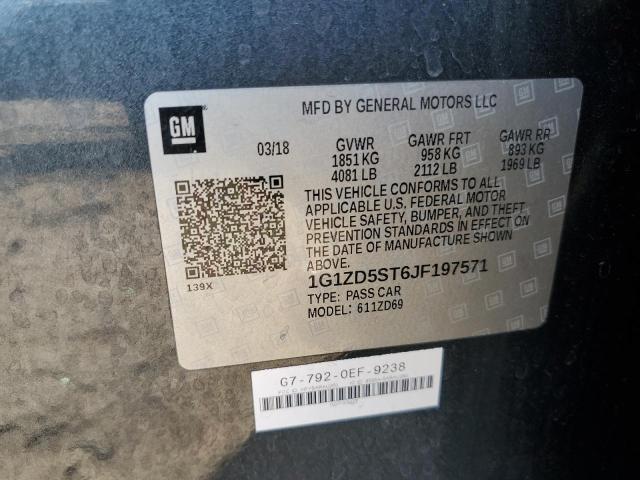 GM
MFD BY GENERAL MOTORS LLC
03/18 GVWR GAWR FRT GAWR RR
1851 KG 958 KG 893 KG
4081 LB 2112 LB 1969 LB
THIS VEHICLE CONFORMS TO ALL
APPLICABLE U.S. FEDERAL MOTOR
VEHICLE SAFETY, BUMPER, AND THEFT
PREVENTION STANDARDS IN EFFECT ON
THE DATE OF MANUFACTURE SHOWN
ABOVE.
139X
1G1ZD5ST6JF197571
TYPE: PASS CAR
MODEL: 611ZD69
G7-792-0EF-9238